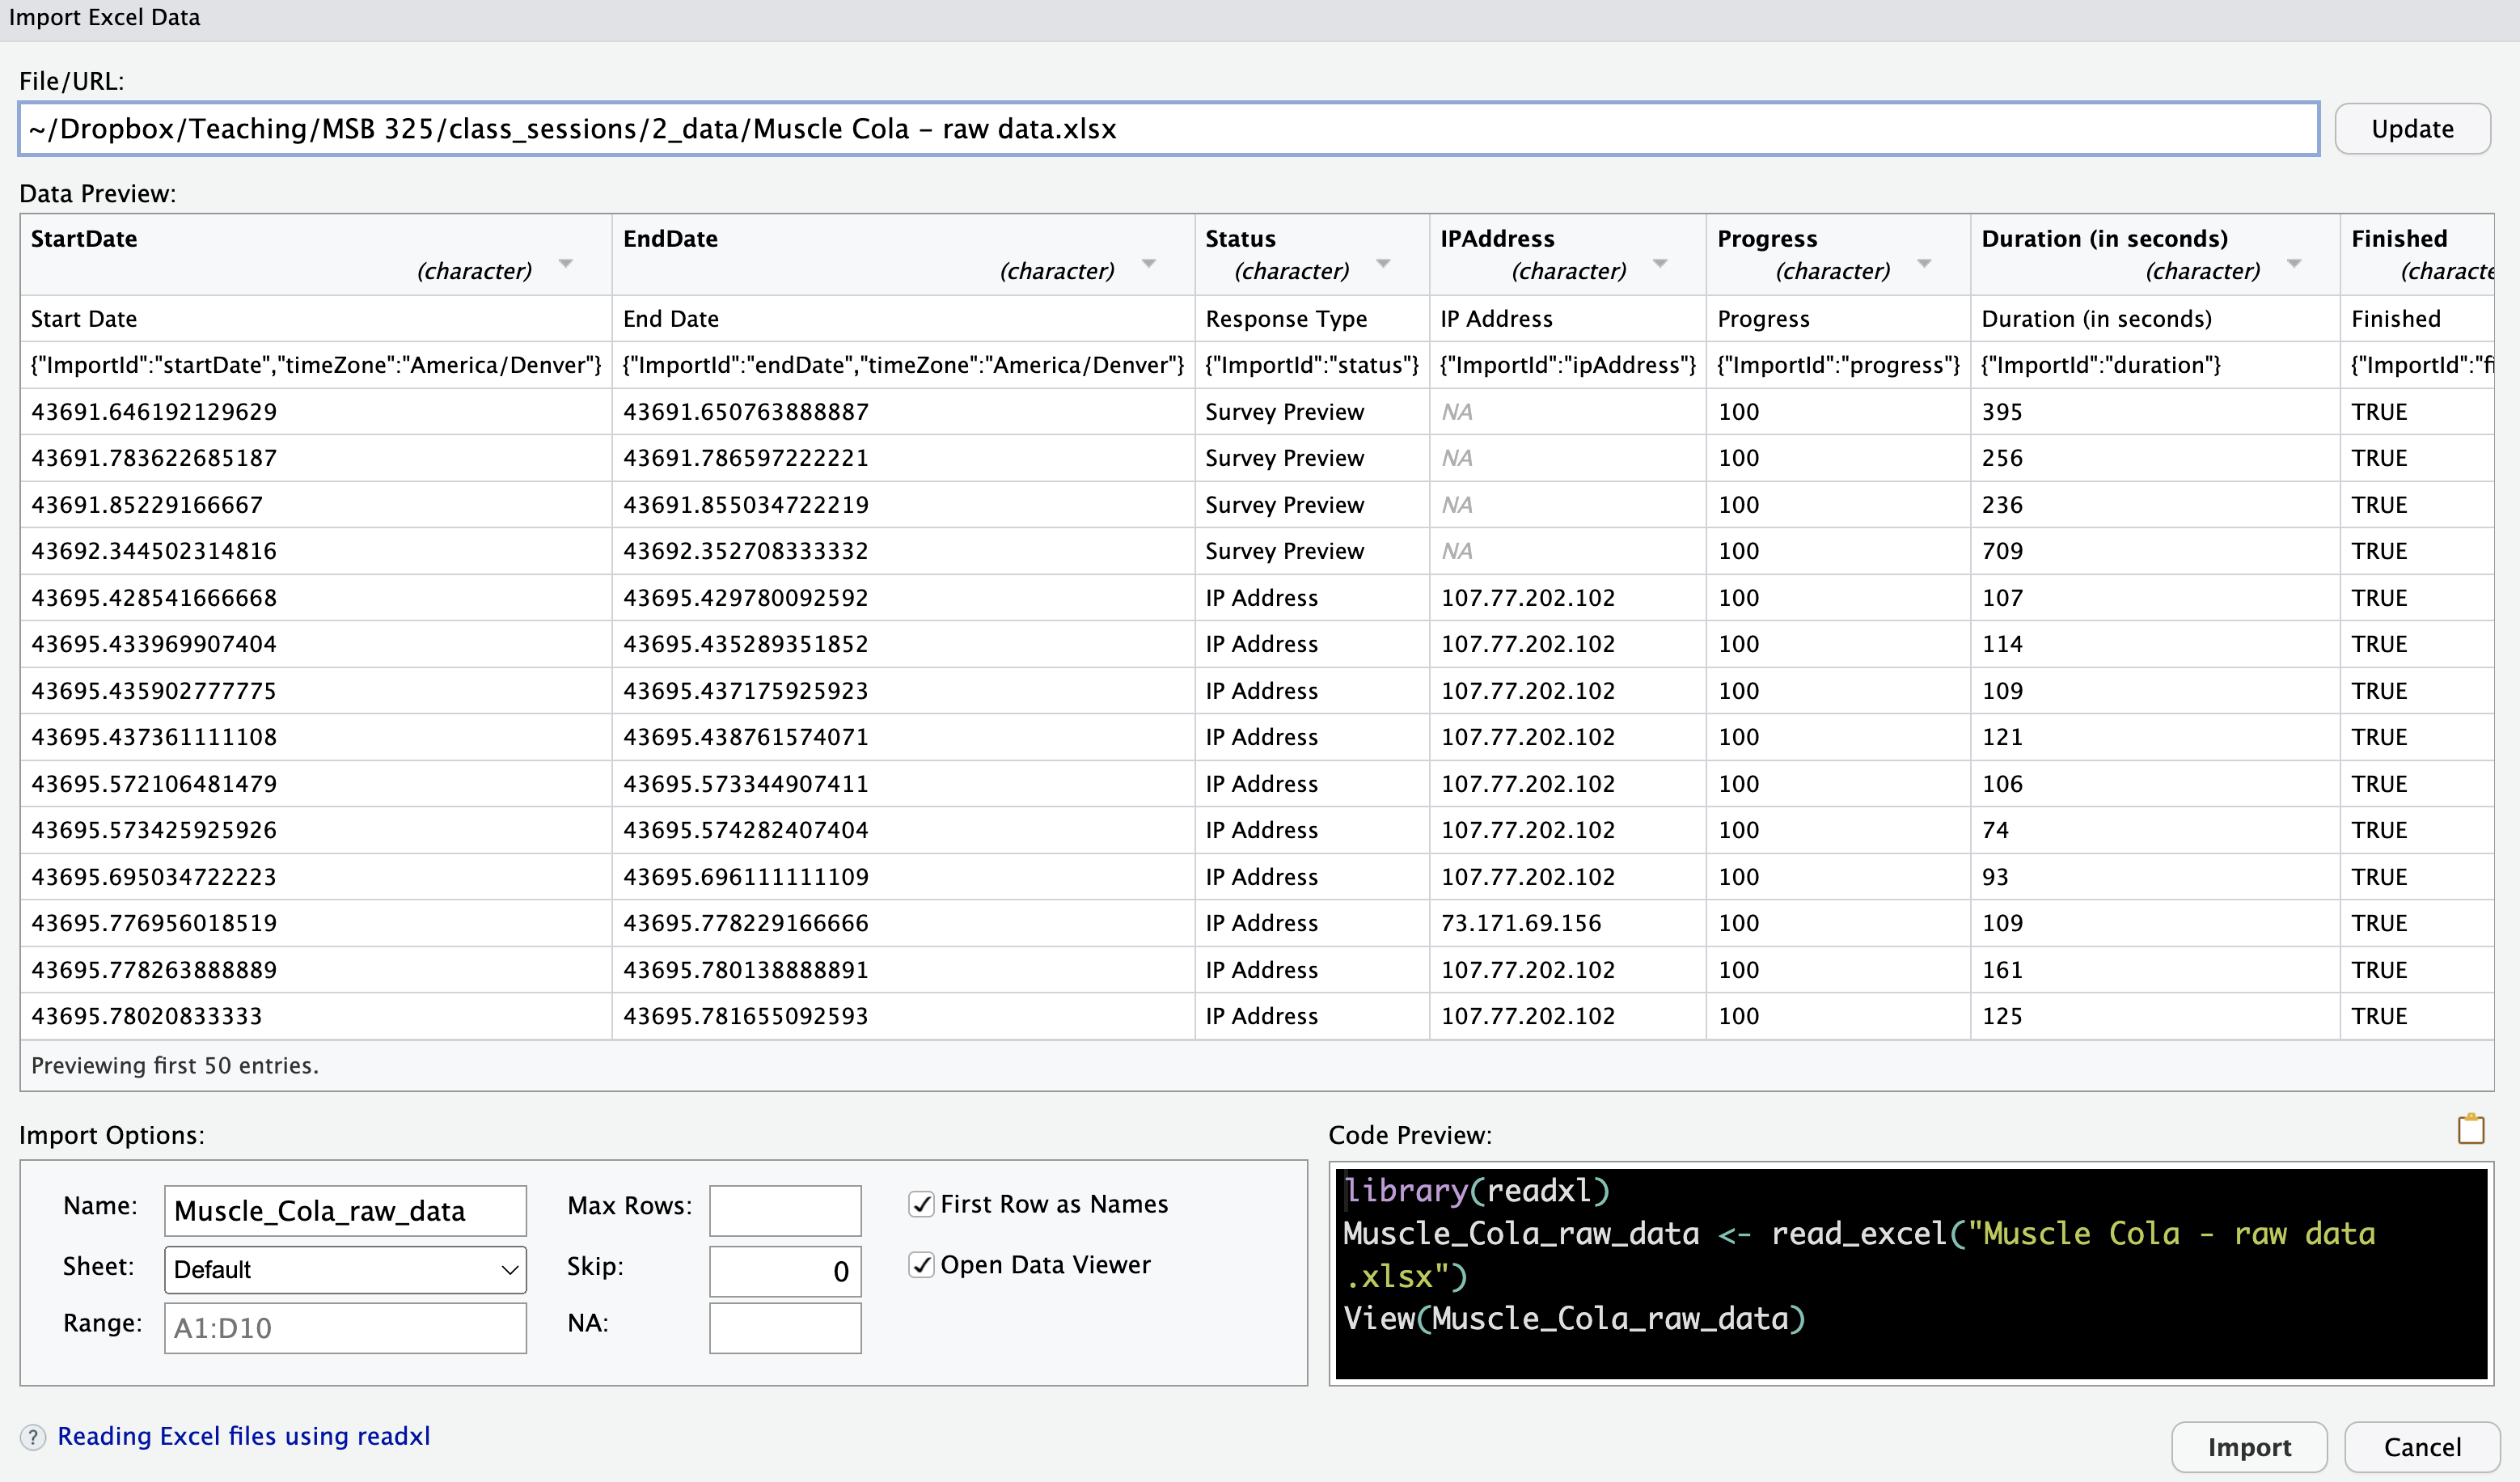 Import Excel Data
File/URL:
~/Dropbox/Teaching/MSB 325/class_sessions/2_data/Muscle Cola – raw data.xlsx
Update
Data Preview:
StartDate (character) EndDate (character) Status (character) IPAddress (character) Progress (character) Duration (in seconds) (character) Finished (characte
Start Date End Date Response Type IP Address Progress Duration (in seconds) Finished
{"ImportId":"startDate","timeZone":"America/Denver"} {"ImportId":"endDate","timeZone":"America/Denver"} {"ImportId":"status"} {"ImportId":"ipAddress"} {"ImportId":"progress"} {"ImportId":"duration"} {"ImportId":"fi
43691.646192129629 43691.650763888887 Survey Preview NA 100 395 TRUE
43691.783622685187 43691.786597222221 Survey Preview NA 100 256 TRUE
43691.85229166667 43691.855034722219 Survey Preview NA 100 236 TRUE
43692.344502314816 43692.352708333332 Survey Preview NA 100 709 TRUE
43695.428541666668 43695.429780092592 IP Address 107.77.202.102 100 107 TRUE
43695.433969907404 43695.435289351852 IP Address 107.77.202.102 100 114 TRUE
43695.435902777775 43695.437175925923 IP Address 107.77.202.102 100 109 TRUE
43695.437361111108 43695.438761574071 IP Address 107.77.202.102 100 121 TRUE
43695.572106481479 43695.573344907411 IP Address 107.77.202.102 100 106 TRUE
43695.573425925926 43695.574282407404 IP Address 107.77.202.102 100 74 TRUE
43695.695034722223 43695.696111111109 IP Address 107.77.202.102 100 93 TRUE
43695.776956018519 43695.778229166666 IP Address 73.171.69.156 100 109 TRUE
43695.778263888889 43695.780138888891 IP Address 107.77.202.102 100 161 TRUE
43695.78020833333 43695.781655092593 IP Address 107.77.202.102 100 125 TRUE
Previewing first 50 entries.
Import Options:
Name: Muscle_Cola_raw_data Max Rows: First Row as Names
Sheet: Default Skip: 0 Open Data Viewer
Range: A1:D10 NA:
Code Preview:
library(readxl)
Muscle_Cola_raw_data <- read_excel("Muscle Cola - raw data
.xlsx")
View(Muscle_Cola_raw_data)
? Reading Excel files using readxl
Import Cancel